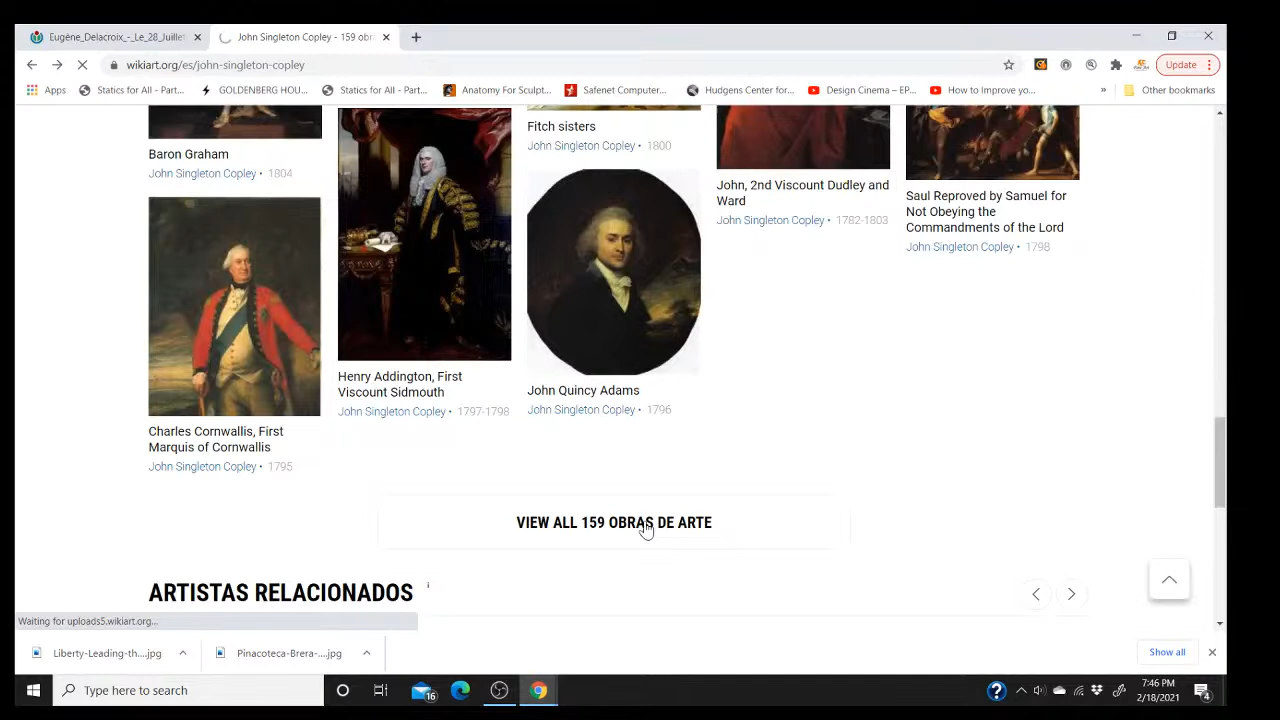 Eugène_Delacroix_-_Le_28_Juillet
John Singleton Copley - 159 obr
wikiart.org/es/john-singleton-copley
Update
Apps
Statics for All - Part...
GOLDENBERG HOU...
Statics for All - Part...
Anatomy For Sculpt...
Safenet Computer...
Hudgens Center for...
Design Cinema – EP...
How to Improve yo...
»
Other bookmarks
Baron Graham
John Singleton Copley • 1804
Charles Cornwallis, First
Marquis of Cornwallis
John Singleton Copley • 1795
Henry Addington, First
Viscount Sidmouth
John Singleton Copley • 1797-1798
Fitch sisters
John Singleton Copley • 1800
John Quincy Adams
John Singleton Copley • 1796
John, 2nd Viscount Dudley and
Ward
John Singleton Copley • 1782-1803
Saul Reproved by Samuel for
Not Obeying the
Commandments of the Lord
John Singleton Copley • 1798
VIEW ALL 159 OBRAS DE ARTE
ARTISTAS RELACIONADOS
Waiting for uploads5.wikiart.org...
Liberty-Leading-th....jpg
Pinacoteca-Brera-....jpg
Show all
Type here to search
16
7:46 PM
2/18/2021
4